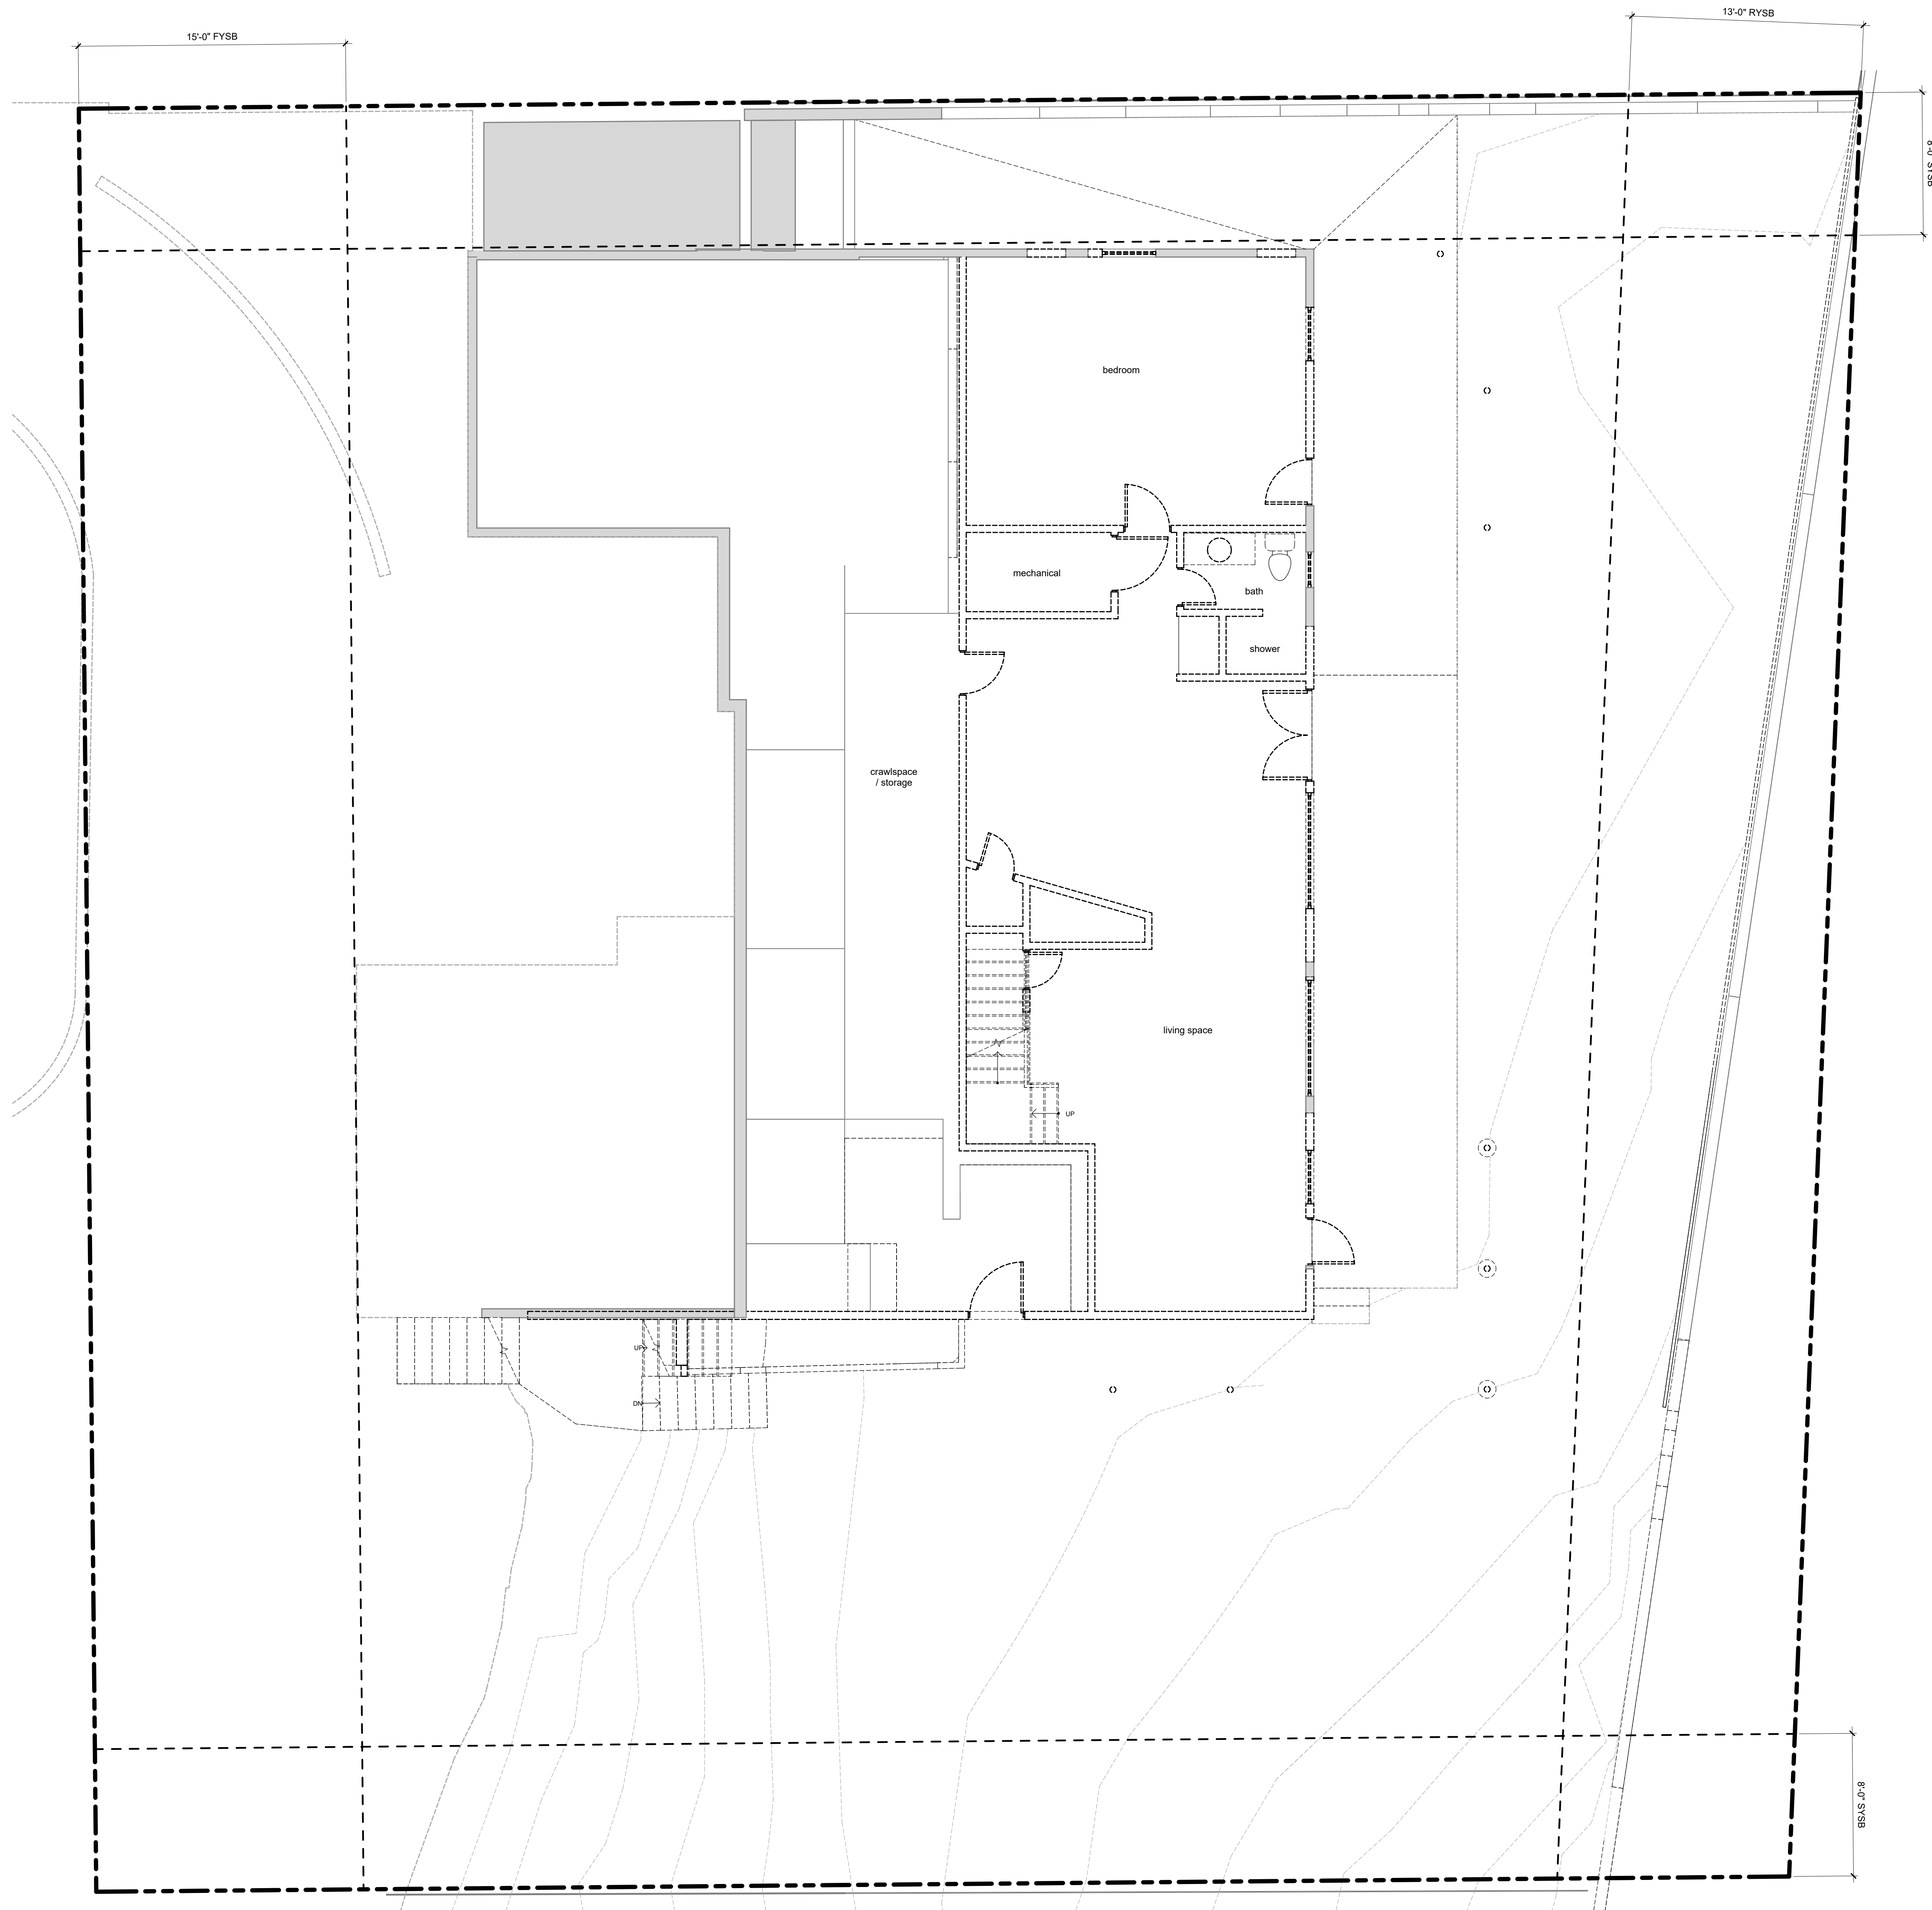 13'-0" RYSB
15'-0" FYSB
8'-0" SYSB
bedroom
mechanical
bath
shower
crawlspace
/ storage
living space
UP
UP
DN
8'-0" SYSB